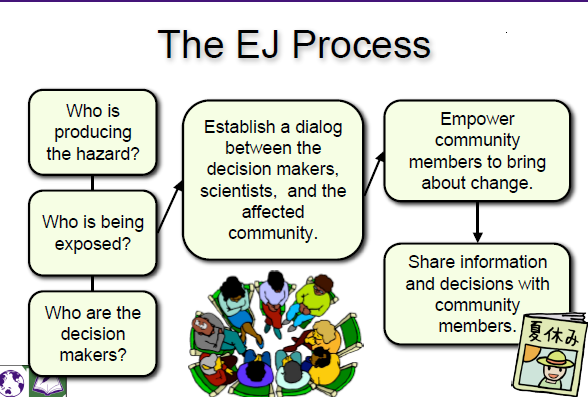 The EJ Process
Who is
producing
the hazard?
Who is being
exposed?
Who are the
decision
makers?
Establish a dialog
between the
decision makers,
scientists, and the
affected
community.
Empower
community
members to bring
about change.
Share information
and decisions with
community
members.
夏休み